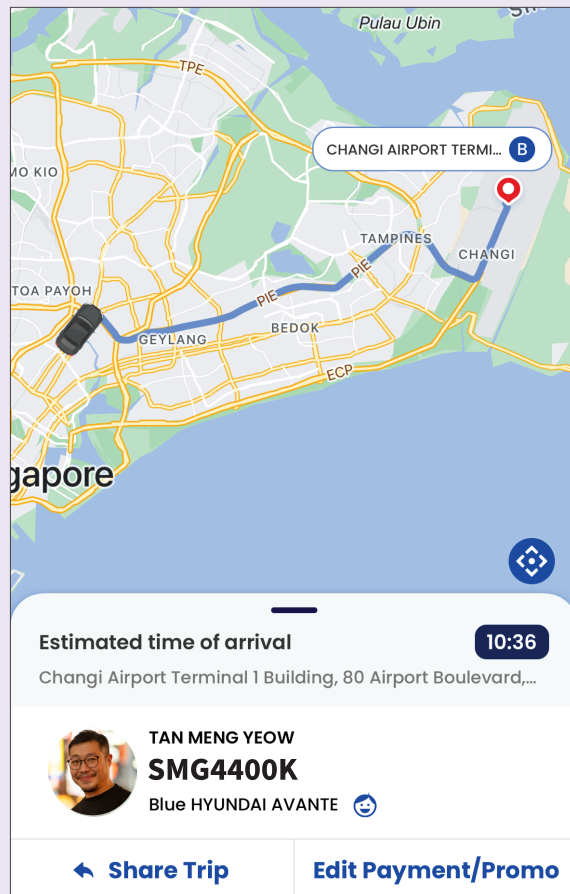 Pulau Ubin
TPE
CHANGI AIRPORT TERMI... B
MO KIO
TAMPINES
CHANGI
PIE
TOA PAYOH
PIE
GEYLANG
BEDOK
ECP
gapore
Estimated time of arrival
10:36
Changi Airport Terminal 1 Building, 80 Airport Boulevard,...
TAN MENG YEOW
SMG4400K
Blue HYUNDAI AVANTE
Share Trip
Edit Payment/Promo